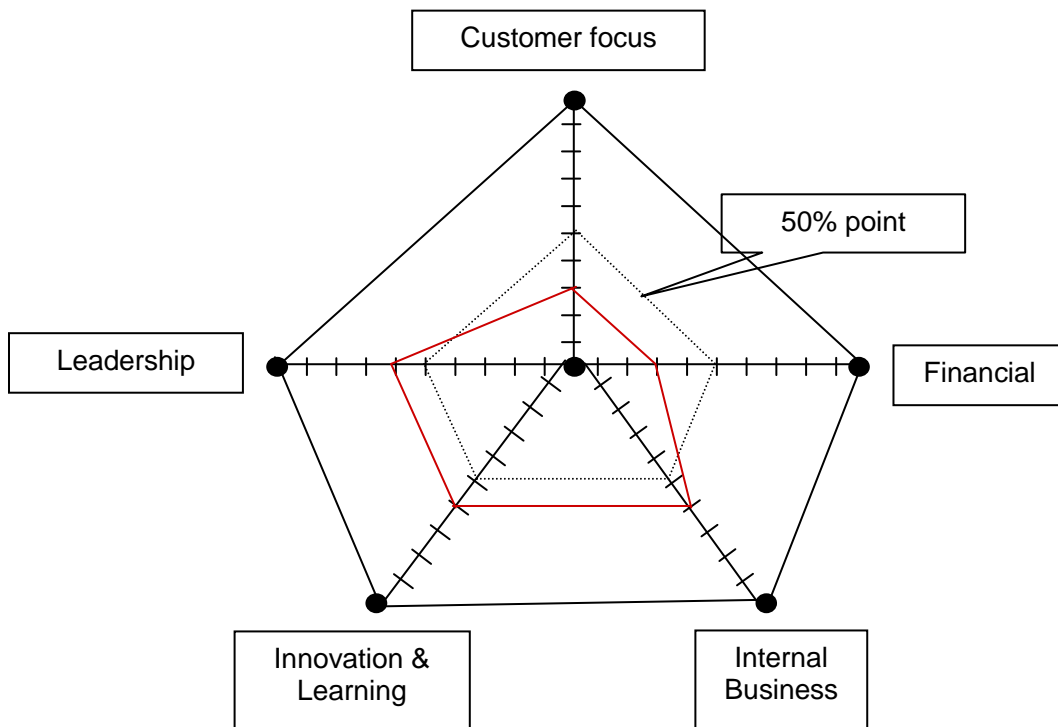 Customer focus
50% point
Leadership
Financial
Innovation &
Learning
Internal
Business